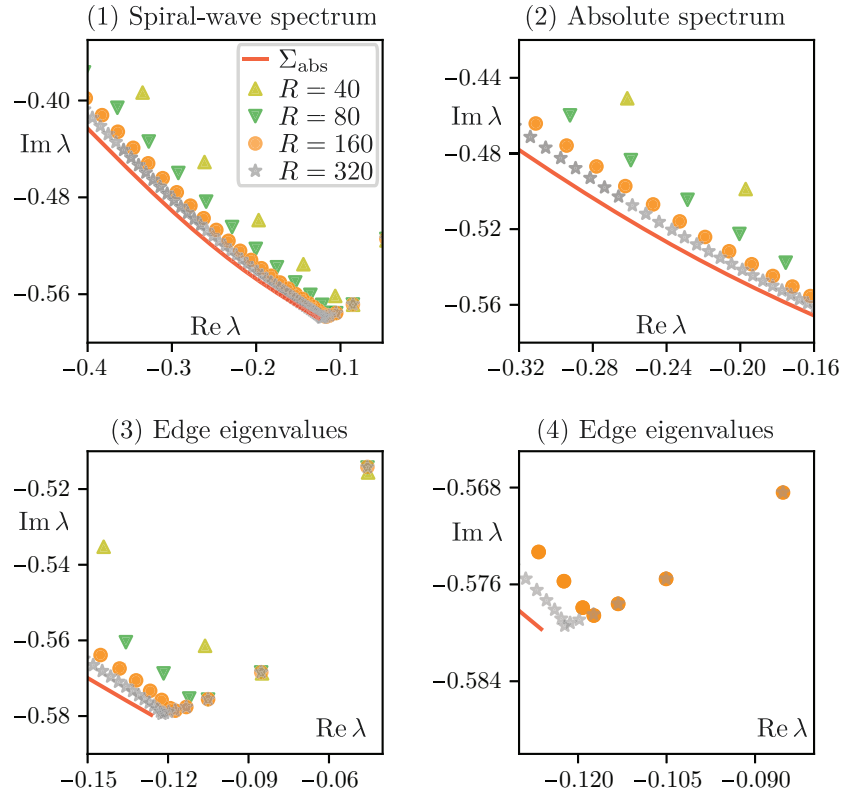 (1) Spiral-wave spectrum
−0.40
Im λ
−0.48
−0.56
Re λ
−0.4
−0.3
−0.2
−0.1
Σabs
R = 40
R = 80
R = 160
R = 320
(2) Absolute spectrum
−0.44
Im λ
−0.48
−0.52
−0.56
Re λ
−0.32
−0.28
−0.24
−0.20
−0.16
(3) Edge eigenvalues
−0.52
Im λ
−0.54
−0.56
−0.58
Re λ
−0.15
−0.12
−0.09
−0.06
(4) Edge eigenvalues
−0.568
Im λ
−0.576
−0.584
Re λ
−0.120
−0.105
−0.090